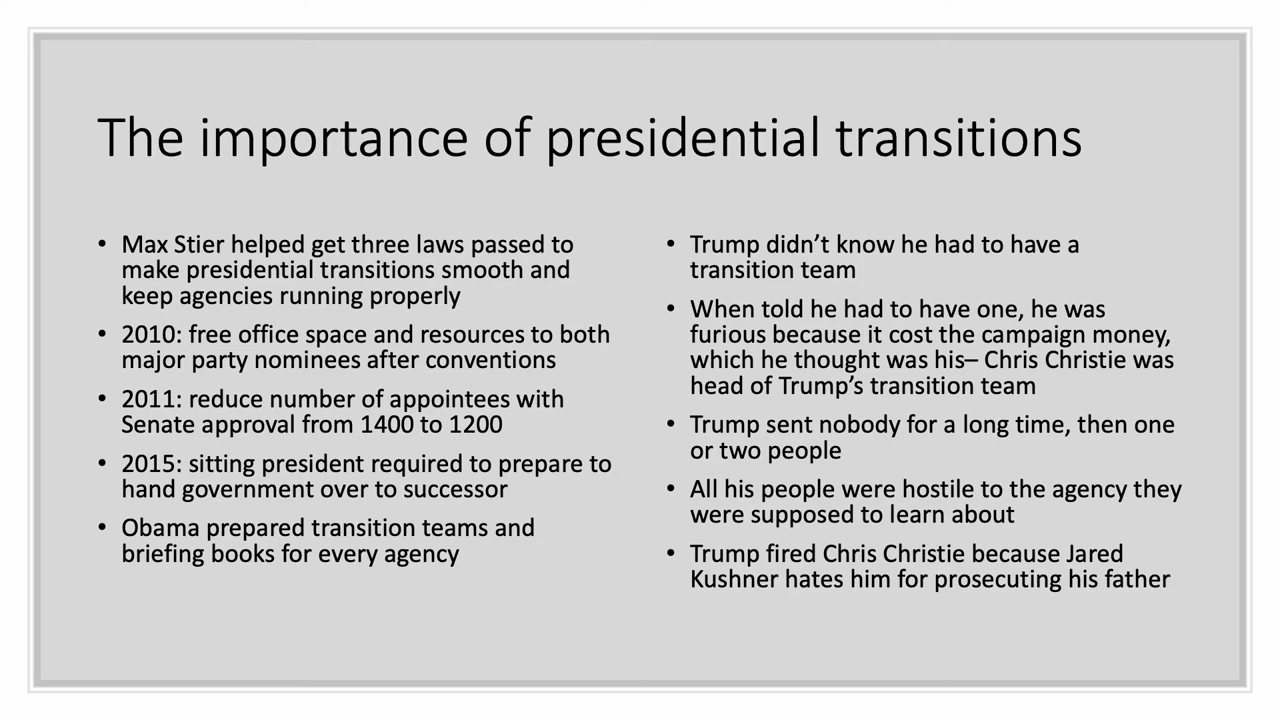 The importance of presidential transitions
• Max Stier helped get three laws passed to
make presidential transitions smooth and
keep agencies running properly
• 2010: free office space and resources to both
major party nominees after conventions
• 2011: reduce number of appointees with
Senate approval from 1400 to 1200
• 2015: sitting president required to prepare to
hand government over to successor
• Obama prepared transition teams and
briefing books for every agency
• Trump didn’t know he had to have a
transition team
• When told he had to have one, he was
furious because it cost the campaign money,
which he thought was his– Chris Christie was
head of Trump’s transition team
• Trump sent nobody for a long time, then one
or two people
• All his people were hostile to the agency they
were supposed to learn about
• Trump fired Chris Christie because Jared
Kushner hates him for prosecuting his father